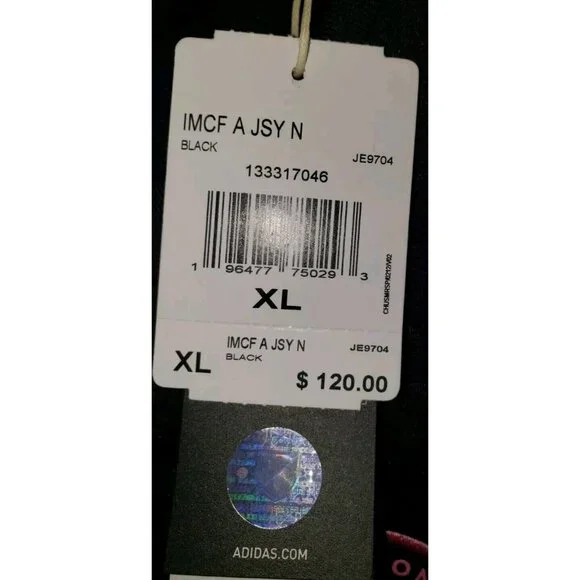 IMCF A JSY N
BLACK JE9704
133317046
1 96477 75029 3
XL
CHUSMRSPX0212IV02
XL IMCF A JSY N JE9704
BLACK
$ 120.00
ADIDAS.COM